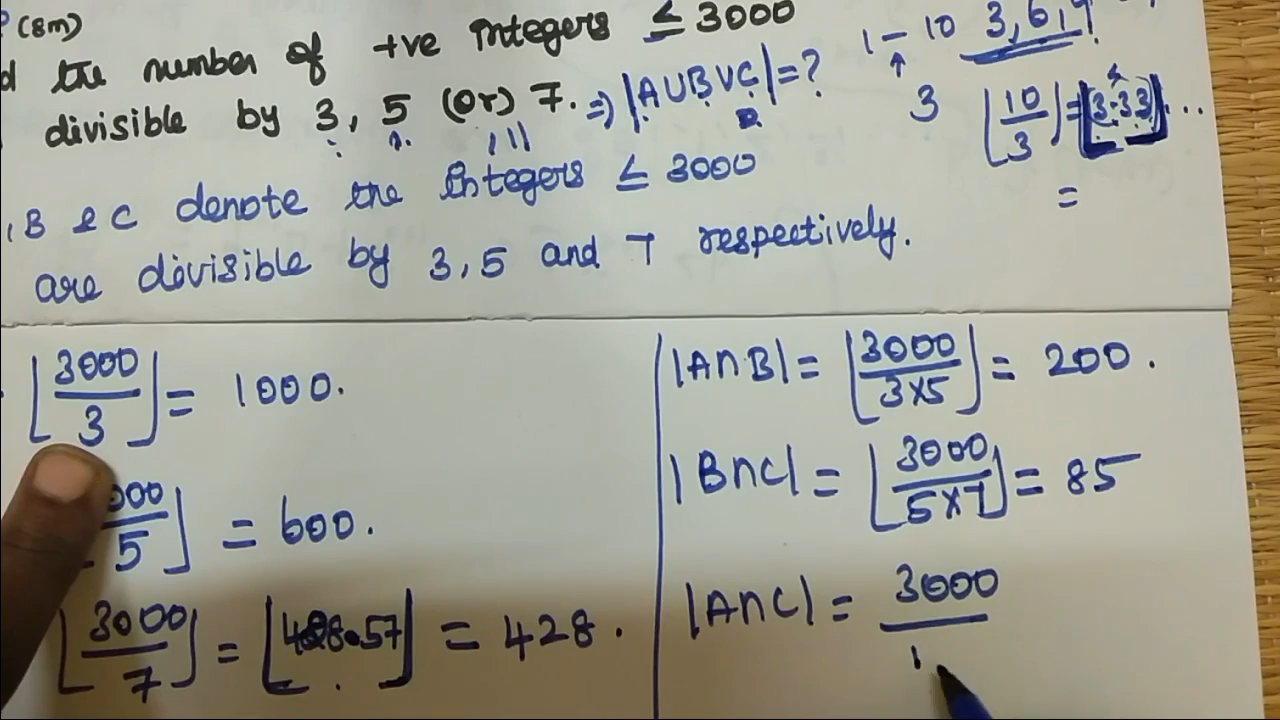 (8m)
the number of +ve Integers ≤ 3000
divisible by 3, 5 (or) 7. ⇒ |A∪B∪C| = ?
1 - 10 3, 6, 9
3 ⌊10/3⌋ = ⌊3.33⌋...
=
, B & C denote the Integers ≤ 3000
are divisible by 3, 5 and 7 respectively.
⌊3000/3⌋ = 1000.
5⌋ = 600.
⌊3000/7⌋ = ⌊428.57⌋ = 428.
|A∩B| = ⌊3000/3×5⌋ = 200.
|B∩C| = ⌊3000/5×7⌋ = 85
|A∩C| = 3000